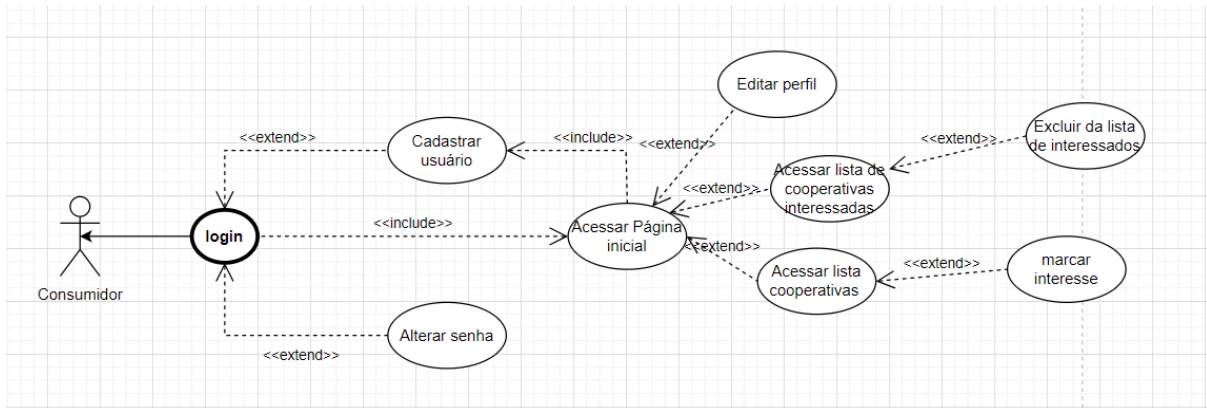 Editar perfil
<<extend>>
Cadastrar
usuário
<<include>>
<<extend>>
<<extend>>
Excluir da lista
de interessados
Acessar lista de
cooperativas
interessadas
<<extend>>
login
<<include>>
Acessar Página
inicial
<<extend>>
Acessar lista
cooperativas
<<extend>>
marcar
interesse
Consumidor
Alterar senha
<<extend>>